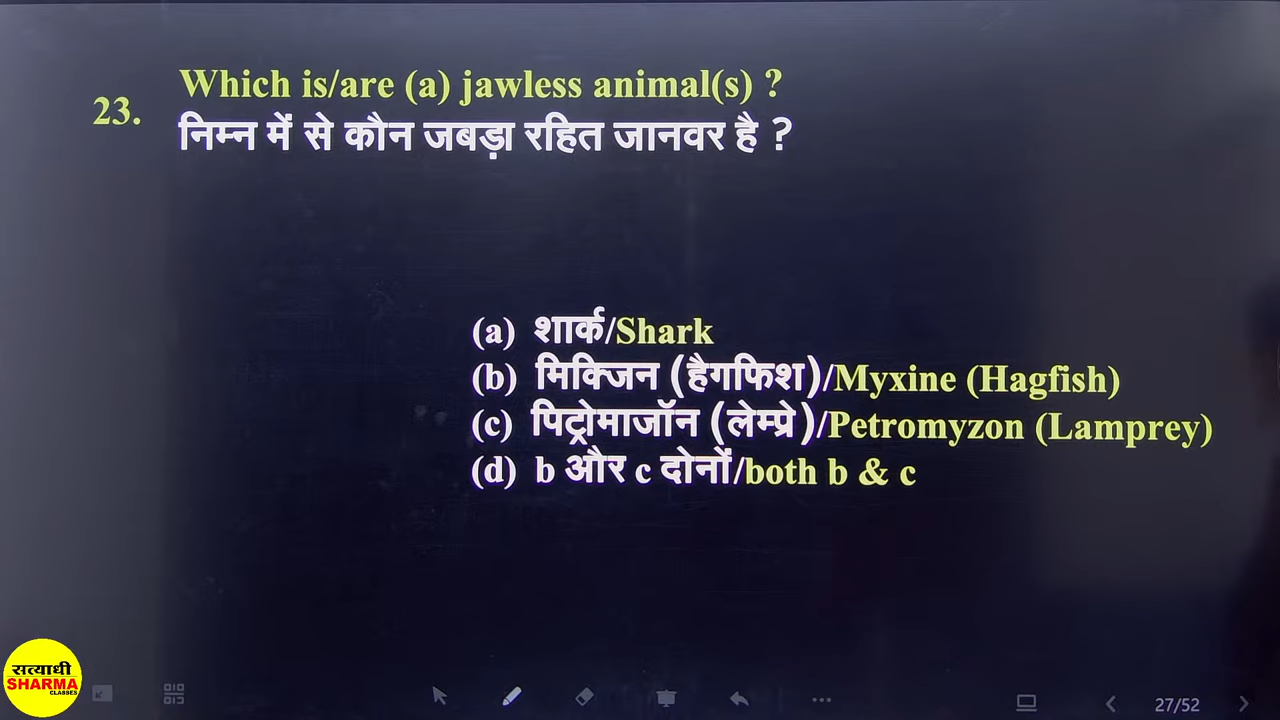 23.
Which is/are (a) jawless animal(s) ?
निम्न में से कौन जबड़ा रहित जानवर है ?
(a) शार्क/Shark
(b) मिक्जिन (हैगफिश)/Myxine (Hagfish)
(c) पिट्रोमाजॉन (लेम्प्रे)/Petromyzon (Lamprey)
(d) b और c दोनों/both b & c
सत्याधी
SHARMA
CLASSES
27/52